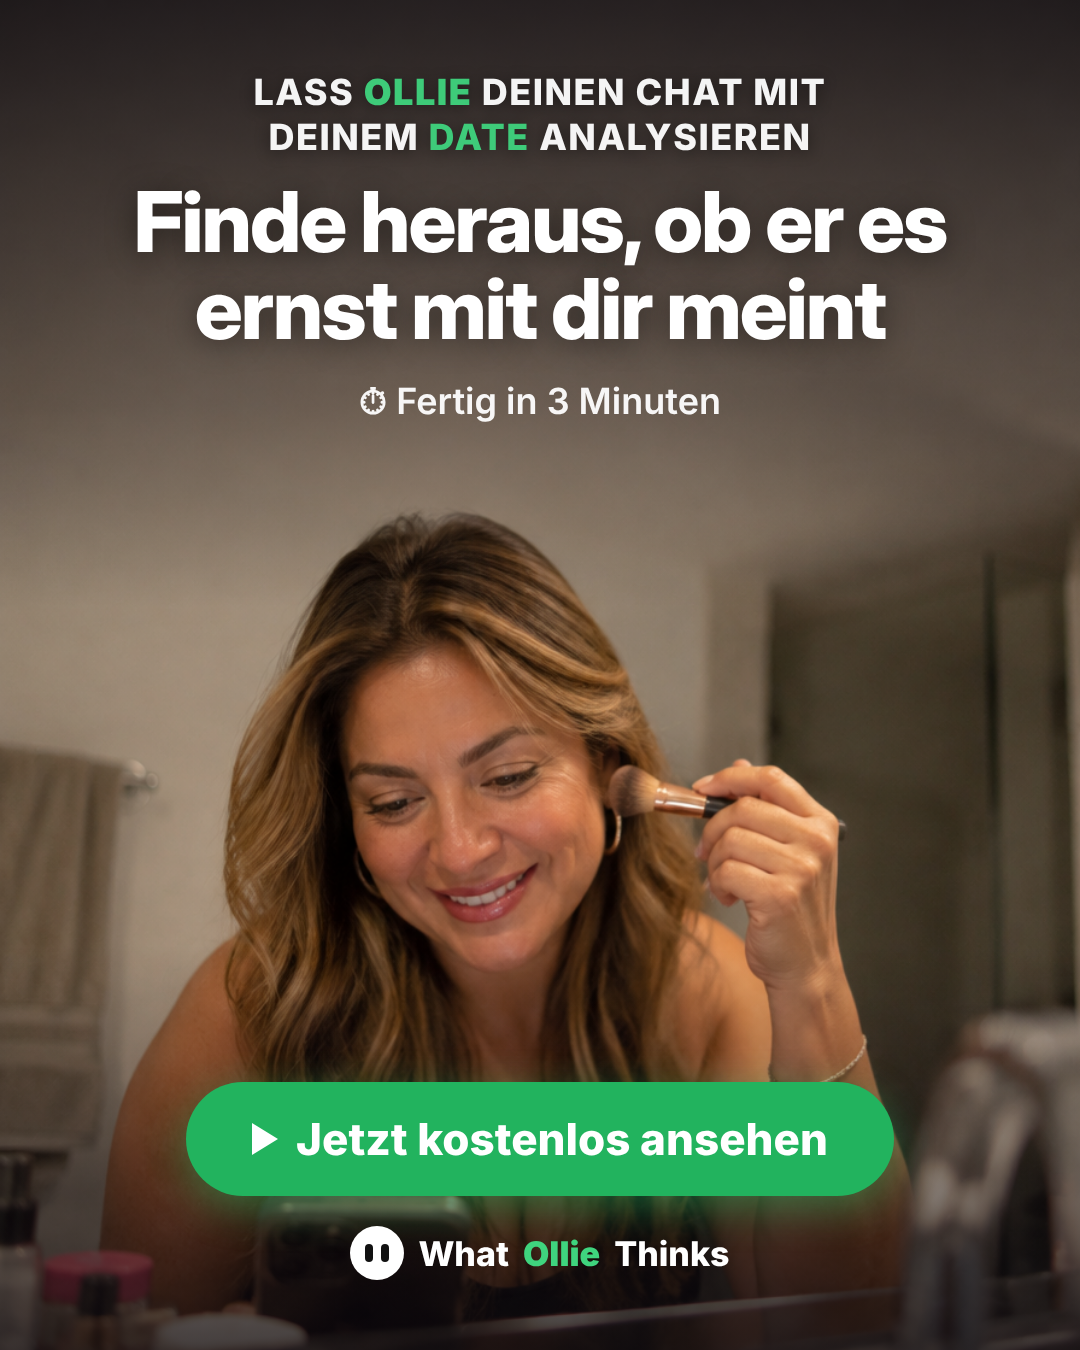 LASS OLLIE DEINEN CHAT MIT
DEINEM DATE ANALYSIEREN
Finde heraus, ob er es
ernst mit dir meint
⏱ Fertig in 3 Minuten
▶ Jetzt kostenlos ansehen
What Ollie Thinks